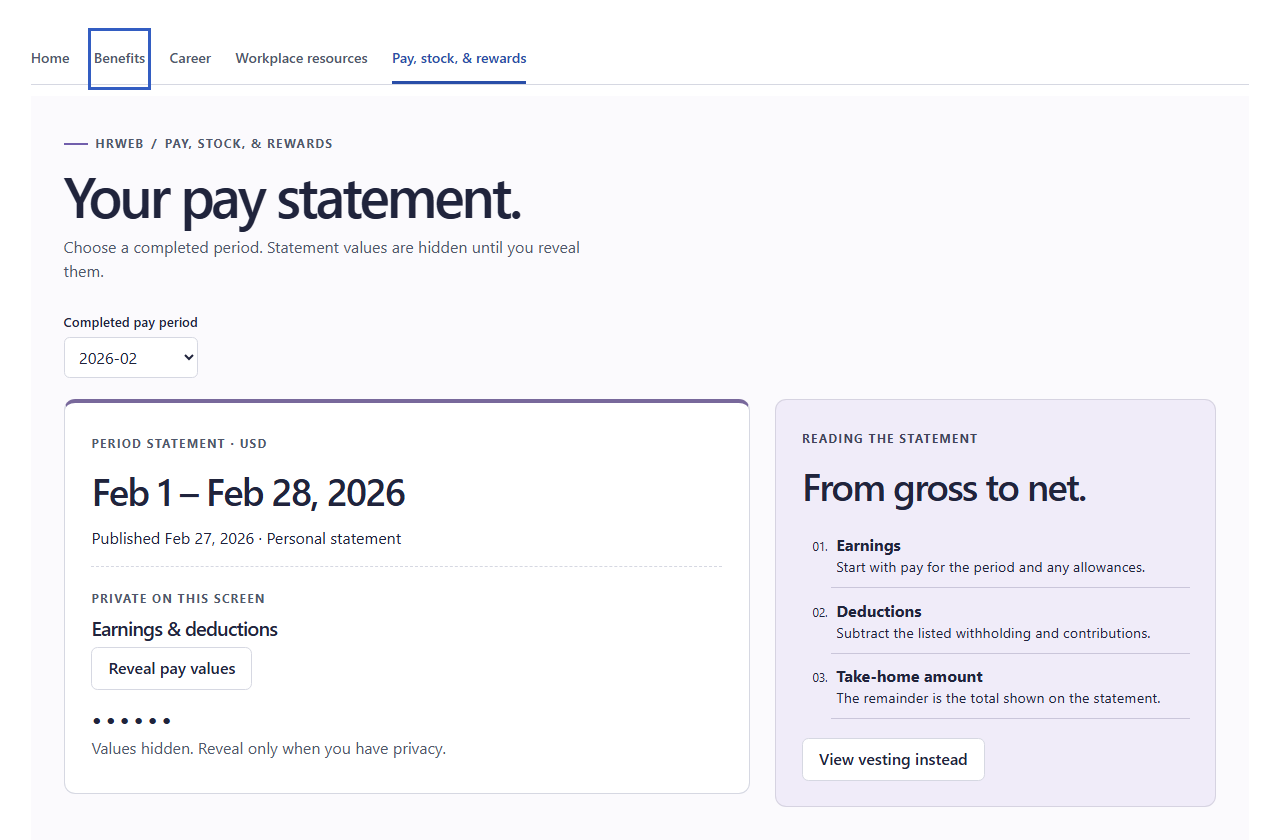 Home Benefits Career Workplace resources Pay, stock, & rewards
HRWEB / PAY, STOCK, & REWARDS
Your pay statement.
Choose a completed period. Statement values are hidden until you reveal
them.
Completed pay period
2026-02
PERIOD STATEMENT · USD
Feb 1 – Feb 28, 2026
Published Feb 27, 2026 · Personal statement
PRIVATE ON THIS SCREEN
Earnings & deductions
Reveal pay values
••••••
Values hidden. Reveal only when you have privacy.
READING THE STATEMENT
From gross to net.
01. Earnings
Start with pay for the period and any allowances.
02. Deductions
Subtract the listed withholding and contributions.
03. Take-home amount
The remainder is the total shown on the statement.
View vesting instead